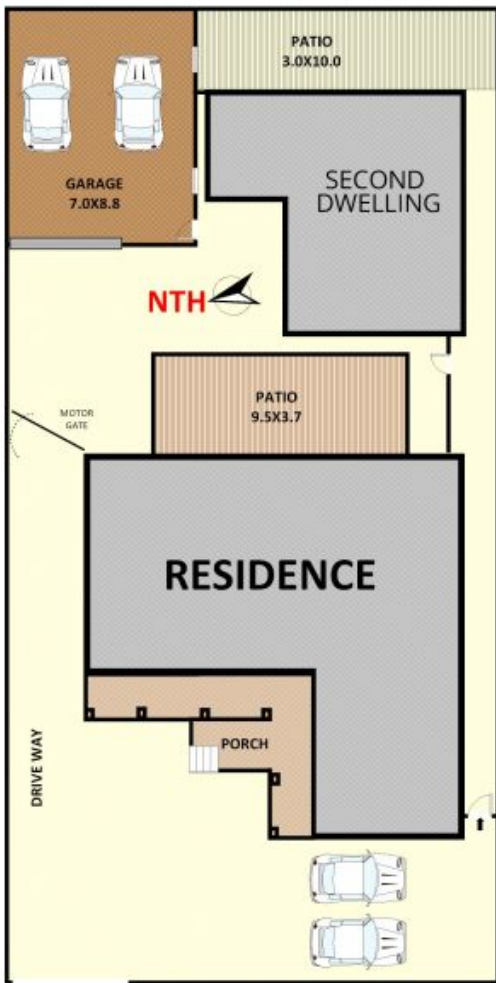 PATIO
3.0X10.0
SECOND
DWELLING
GARAGE
7.0X8.8
NTH
PATIO
9.5X3.7
MOTOR
GATE
RESIDENCE
PORCH
DRIVE WAY